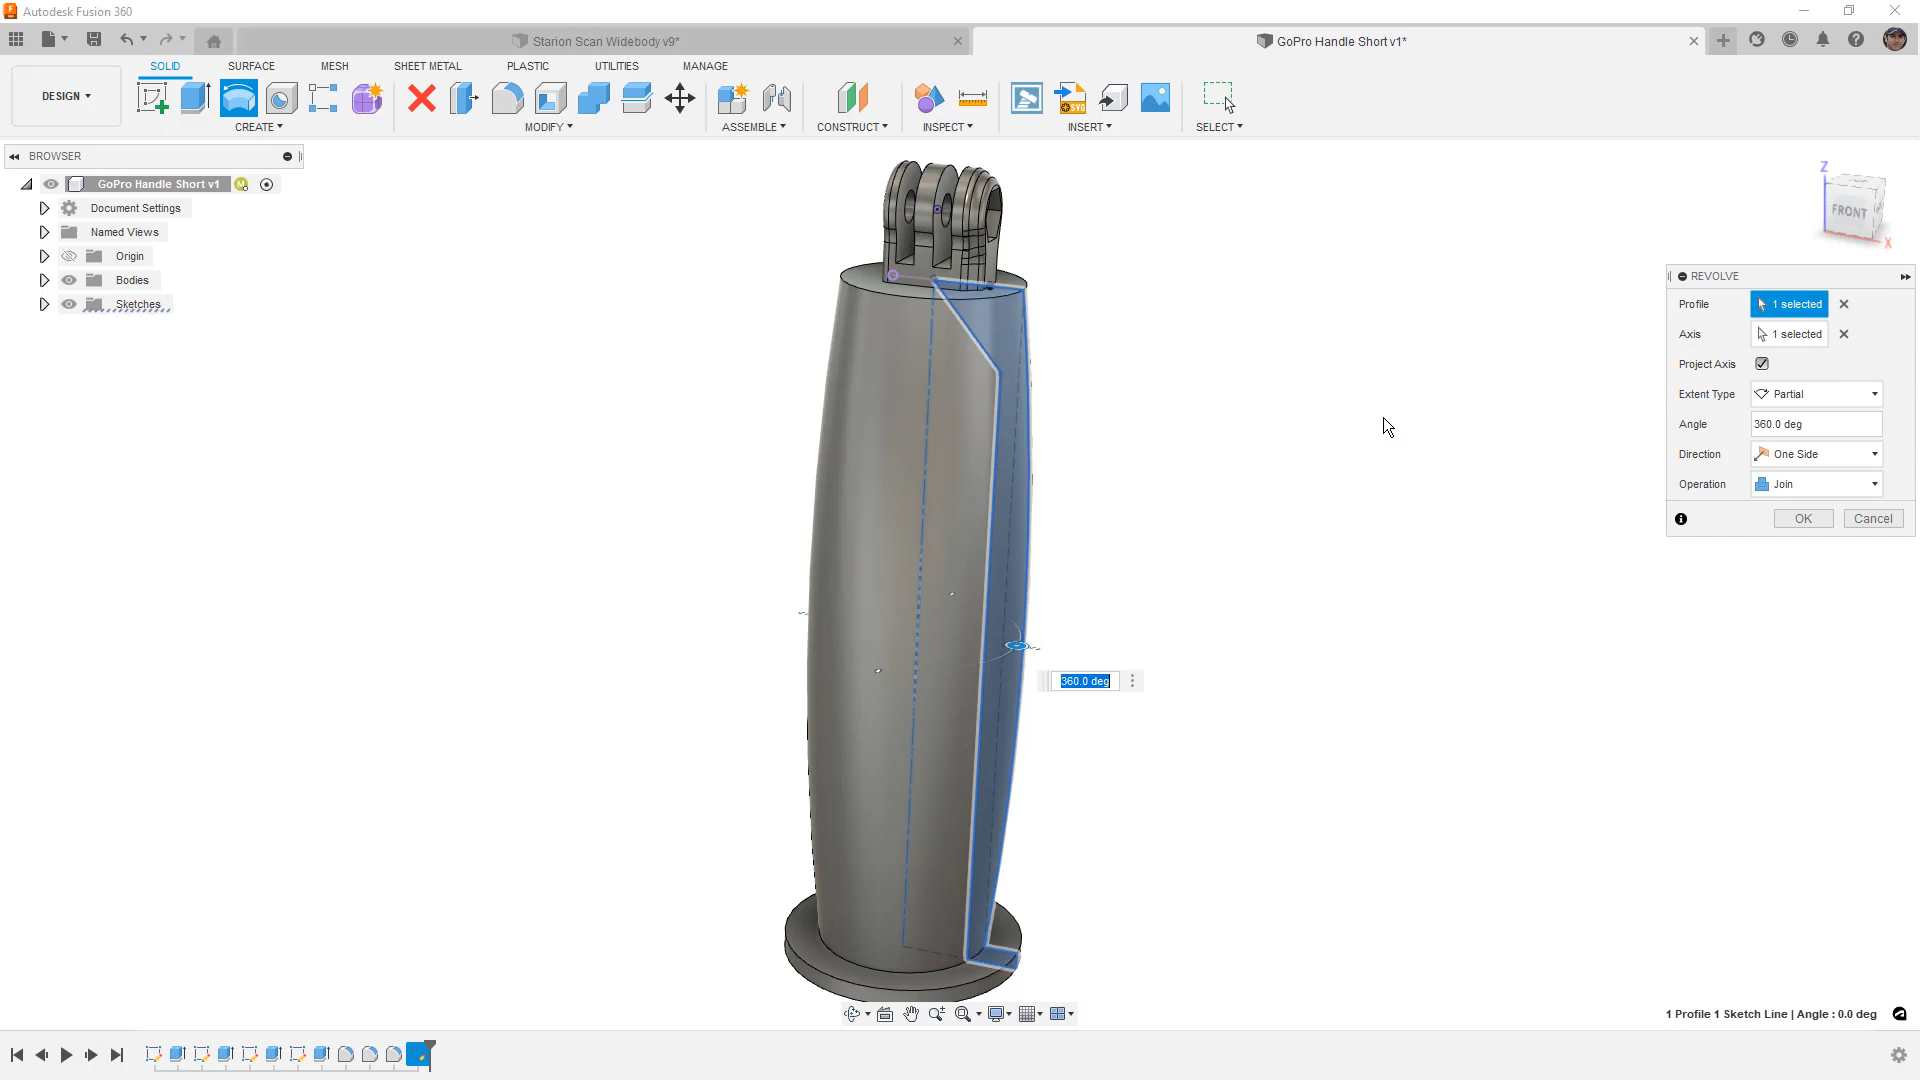 Autodesk Fusion 360
Starion Scan Widebody v9*
GoPro Handle Short v1*
DESIGN
SOLID SURFACE MESH SHEET METAL PLASTIC UTILITIES MANAGE
CREATE MODIFY ASSEMBLE CONSTRUCT INSPECT INSERT SELECT
SVG
BROWSER
GoPro Handle Short v1
Document Settings
Named Views
Origin
Bodies
Sketches
Z
FRONT
X
REVOLVE
Profile 1 selected
Axis 1 selected
Project Axis
Extent Type Partial
Angle 360.0 deg
Direction One Side
Operation Join
OK Cancel
360.0 deg
1 Profile 1 Sketch Line | Angle : 0.0 deg